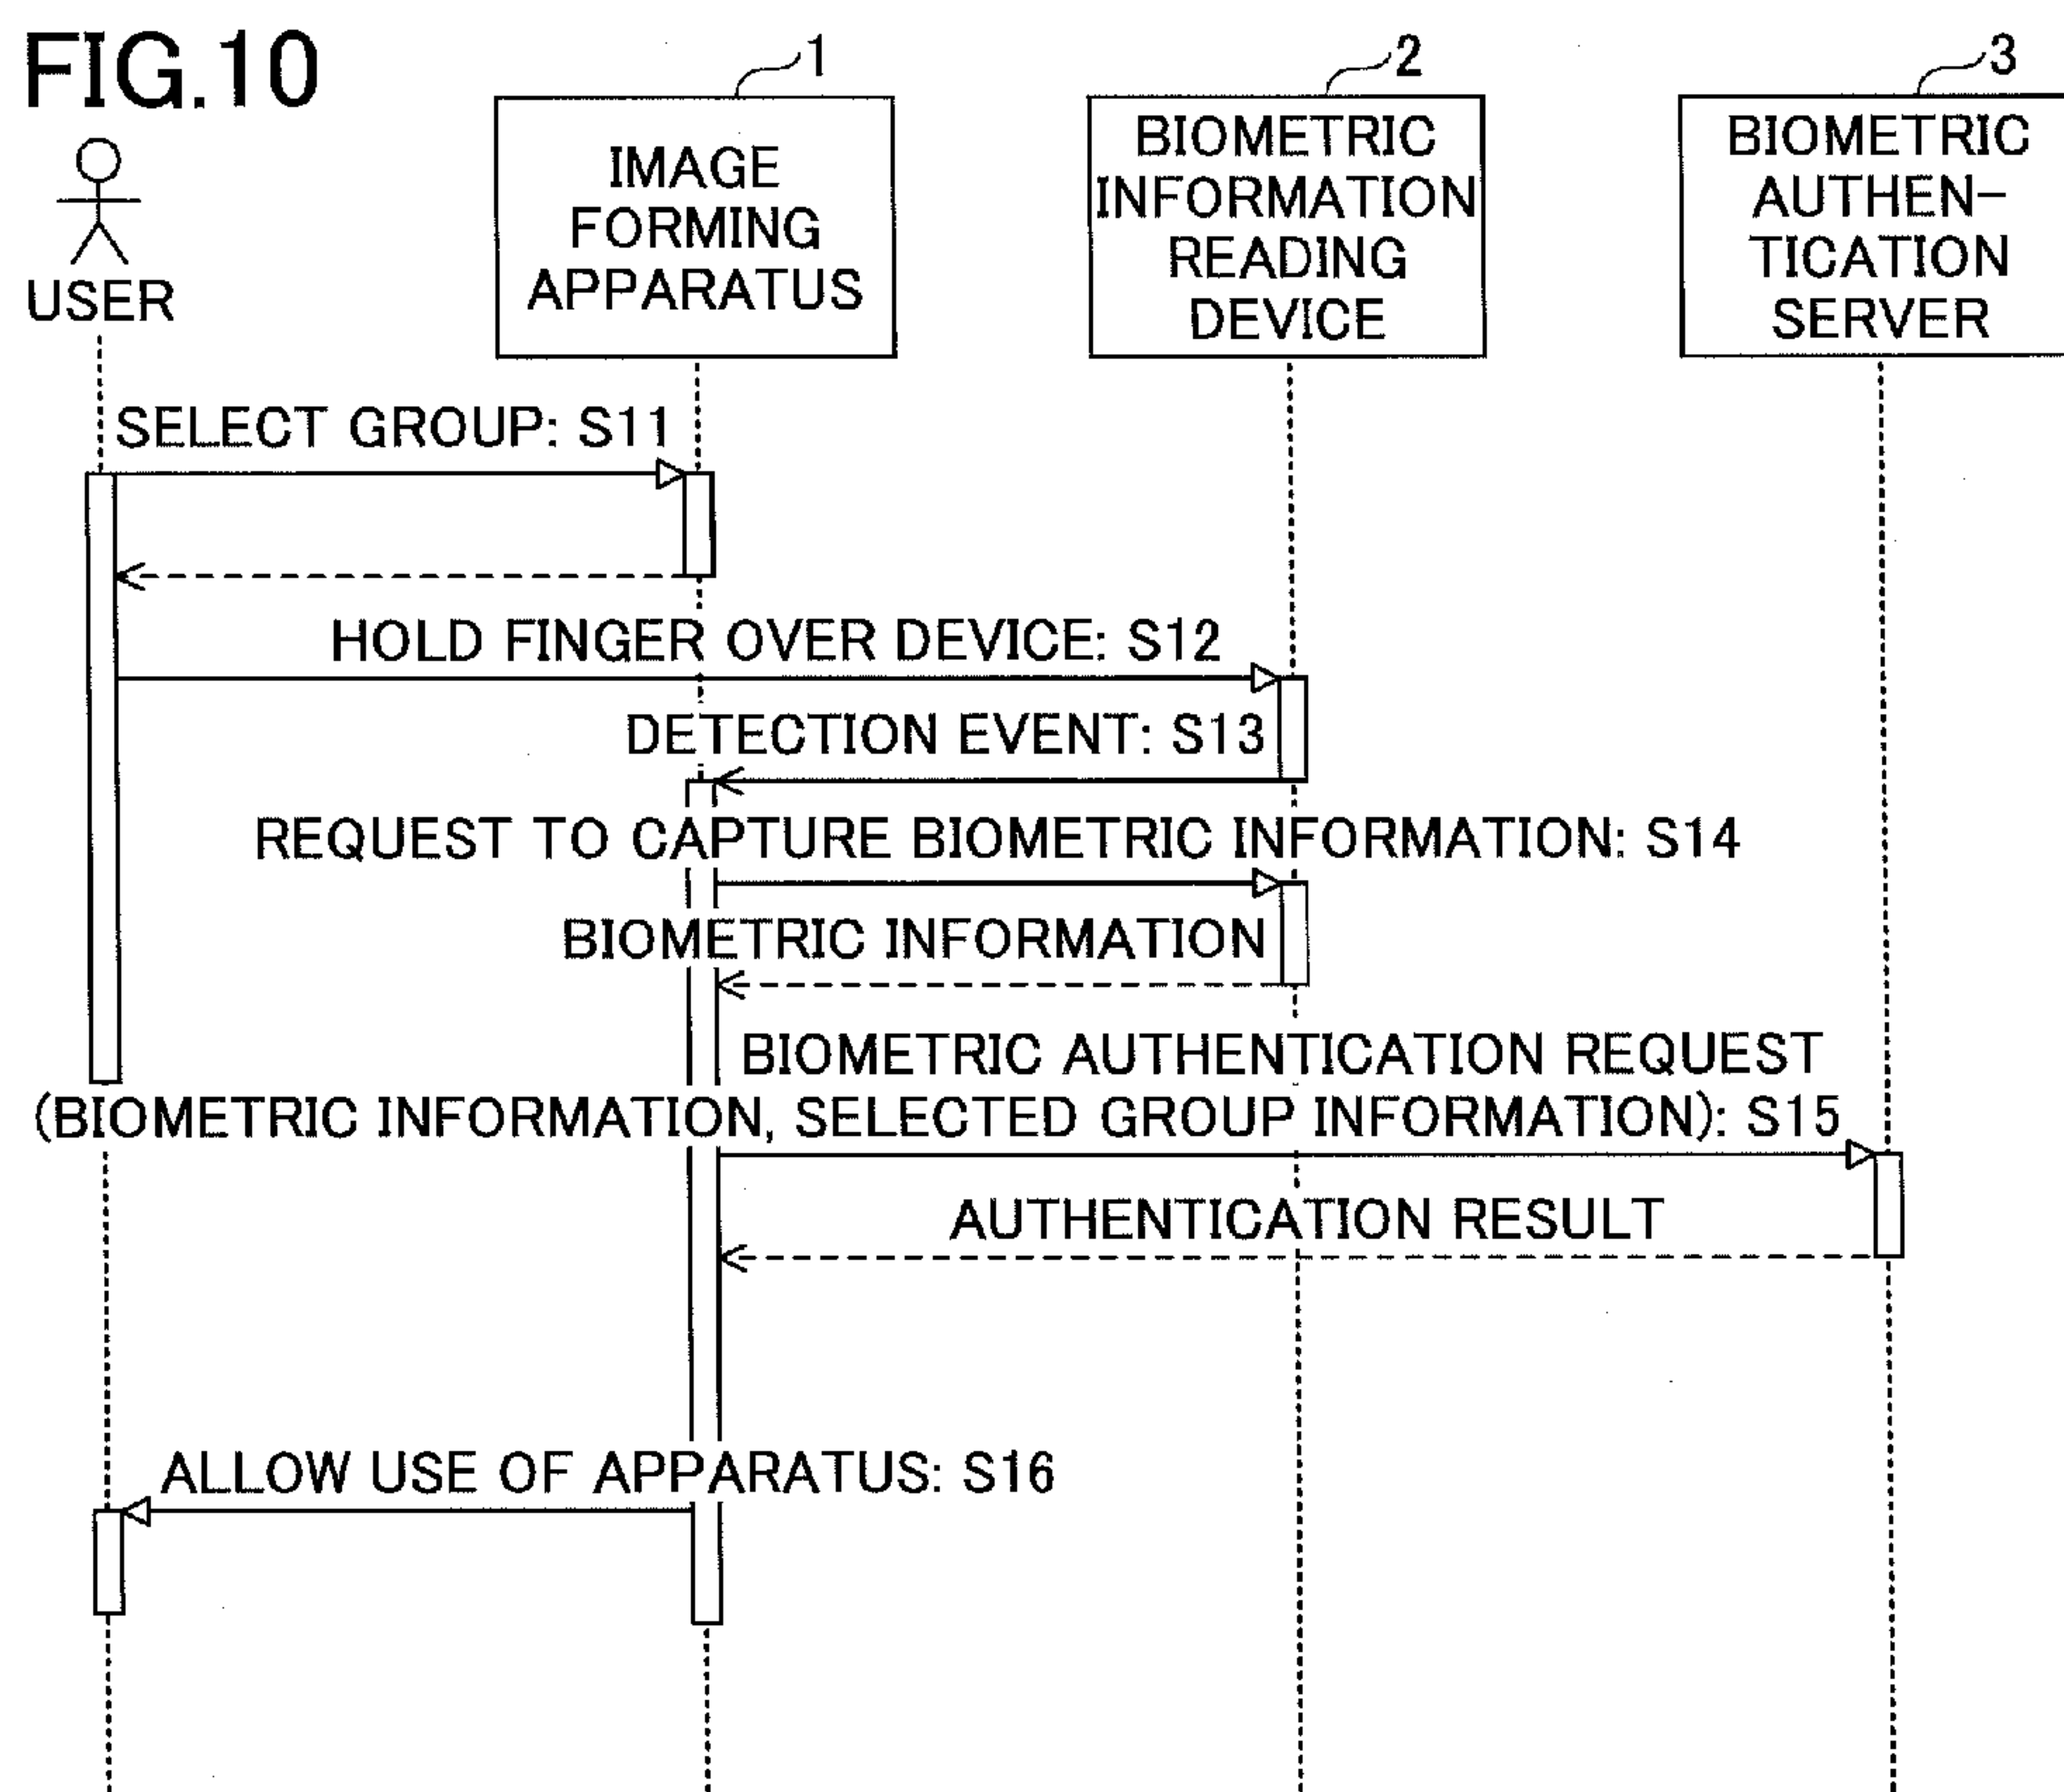 FIG.10
1
2
3
USER
IMAGE
FORMING
APPARATUS
BIOMETRIC
INFORMATION
READING
DEVICE
BIOMETRIC
AUTHEN-
TICATION
SERVER
SELECT GROUP: S11
HOLD FINGER OVER DEVICE: S12
DETECTION EVENT: S13
REQUEST TO CAPTURE BIOMETRIC INFORMATION: S14
BIOMETRIC INFORMATION
BIOMETRIC AUTHENTICATION REQUEST
(BIOMETRIC INFORMATION, SELECTED GROUP INFORMATION): S15
AUTHENTICATION RESULT
ALLOW USE OF APPARATUS: S16